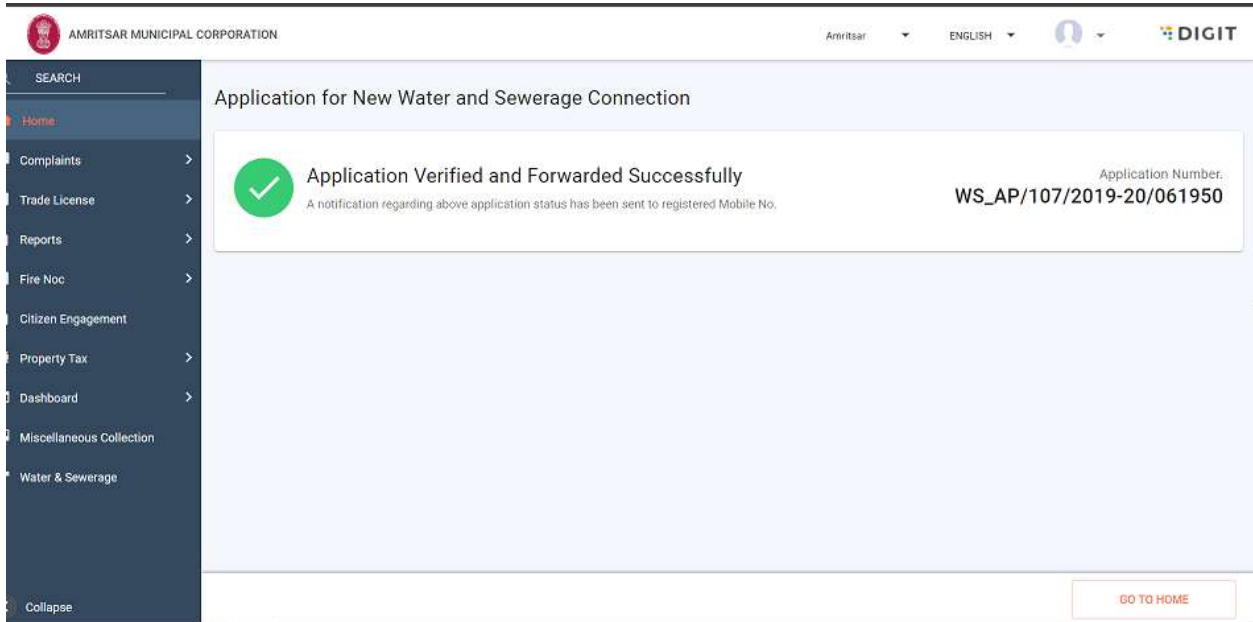 AMRITSAR MUNICIPAL CORPORATION
Amritsar
ENGLISH
DIGIT
SEARCH
Home
Complaints
Trade License
Reports
Fire Noc
Citizen Engagement
Property Tax
Dashboard
Miscellaneous Collection
Water & Sewerage
Collapse
Application for New Water and Sewerage Connection
Application Verified and Forwarded Successfully
A notification regarding above application status has been sent to registered Mobile No.
Application Number.
WS_AP/107/2019-20/061950
GO TO HOME